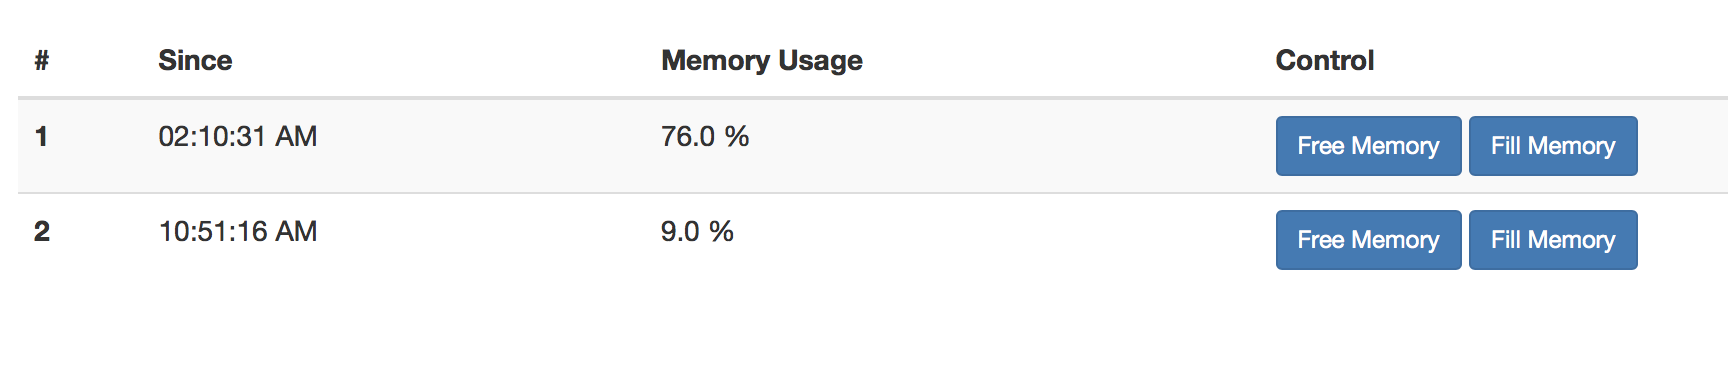 # Since Memory Usage Control
1 02:10:31 AM 76.0 % Free Memory Fill Memory
2 10:51:16 AM 9.0 % Free Memory Fill Memory